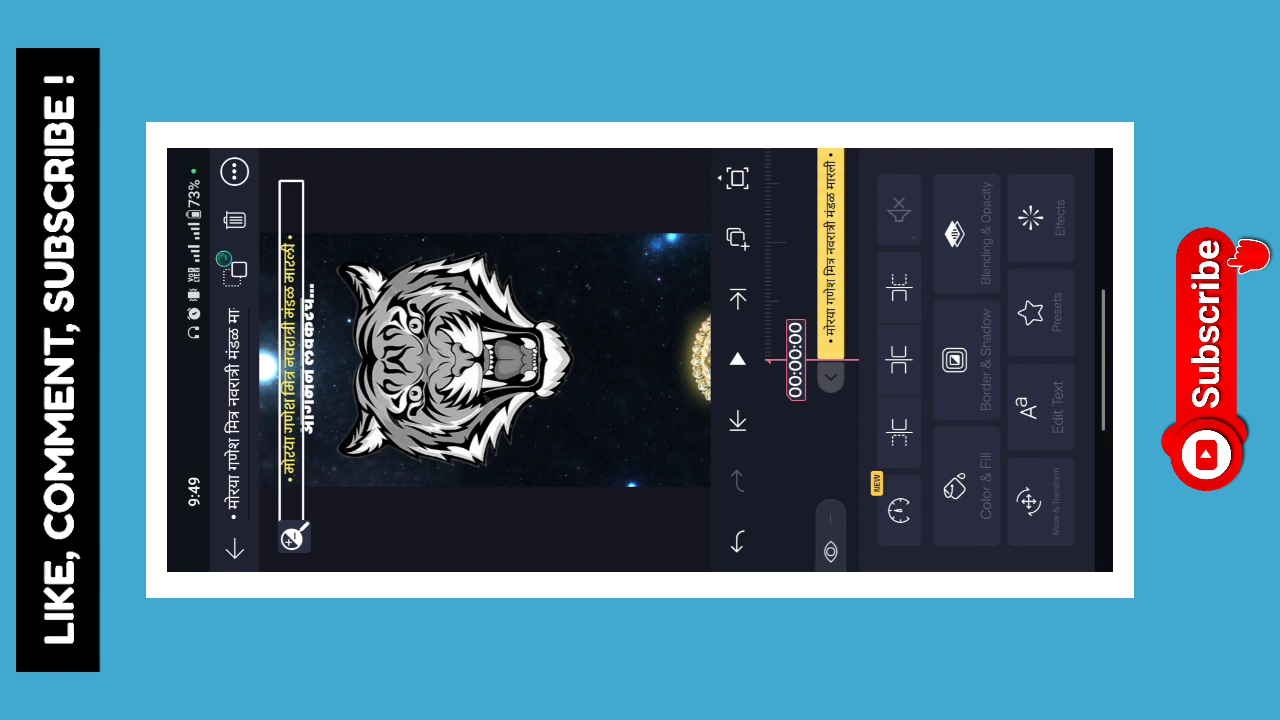 LIKE, COMMENT, SUBSCRIBE !
9:49
73%
• मोरया गणेश मित्र नवरात्री मंडळ मा
• मोरया गणेश मित्र नवरात्री मंडळ मारली •
आगमन लवकरच...
00:00:00
• मोरया गणेश मित्र नवरात्री मंडळ मारली •
NEW
Color & Fill
Border & Shadow
Blending & Opacity
Move & Transform
Edit Text
Presets
Effects
Subscribe